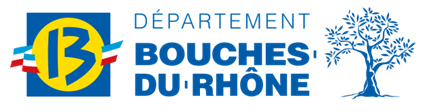 13
DÉPARTEMENT
BOUCHES·
DU·RHÔNE